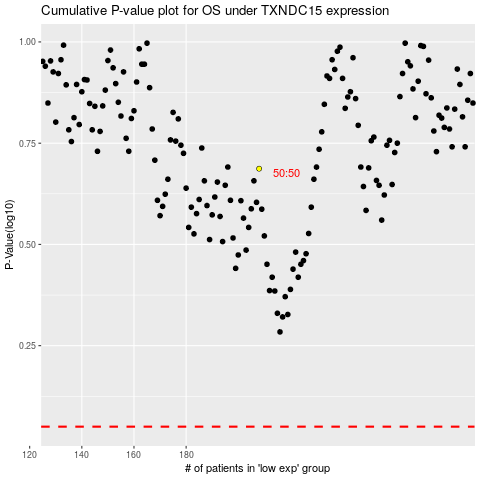 Cumulative P-value plot for OS under TXNDC15 expression
P-Value(log10)
1.00
0.75
0.50
0.25
50:50
120 140 160 180
# of patients in 'low exp' group